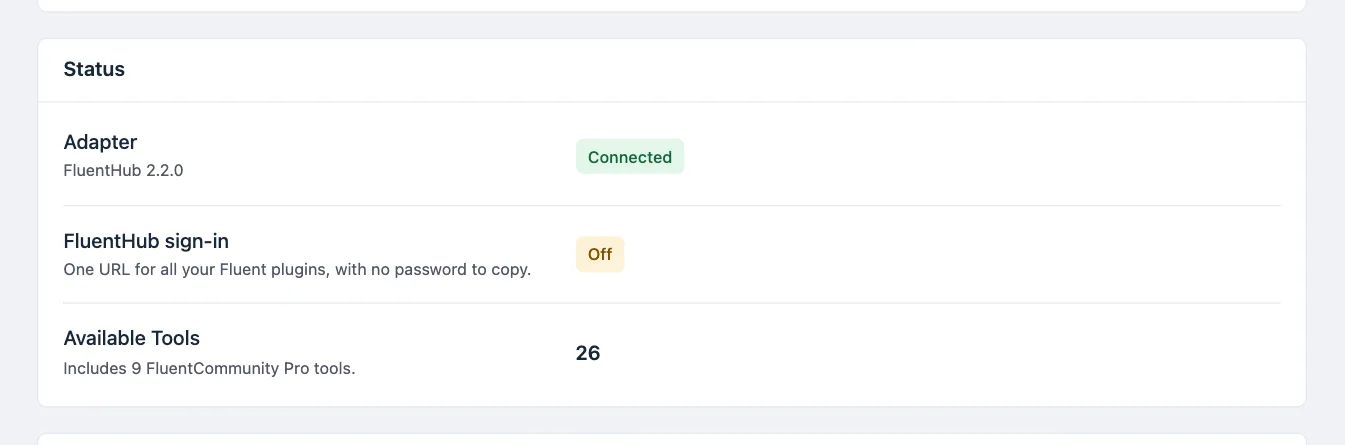 Status
Adapter
FluentHub 2.2.0
Connected
FluentHub sign-in
One URL for all your Fluent plugins, with no password to copy.
Off
Available Tools
Includes 9 FluentCommunity Pro tools.
26